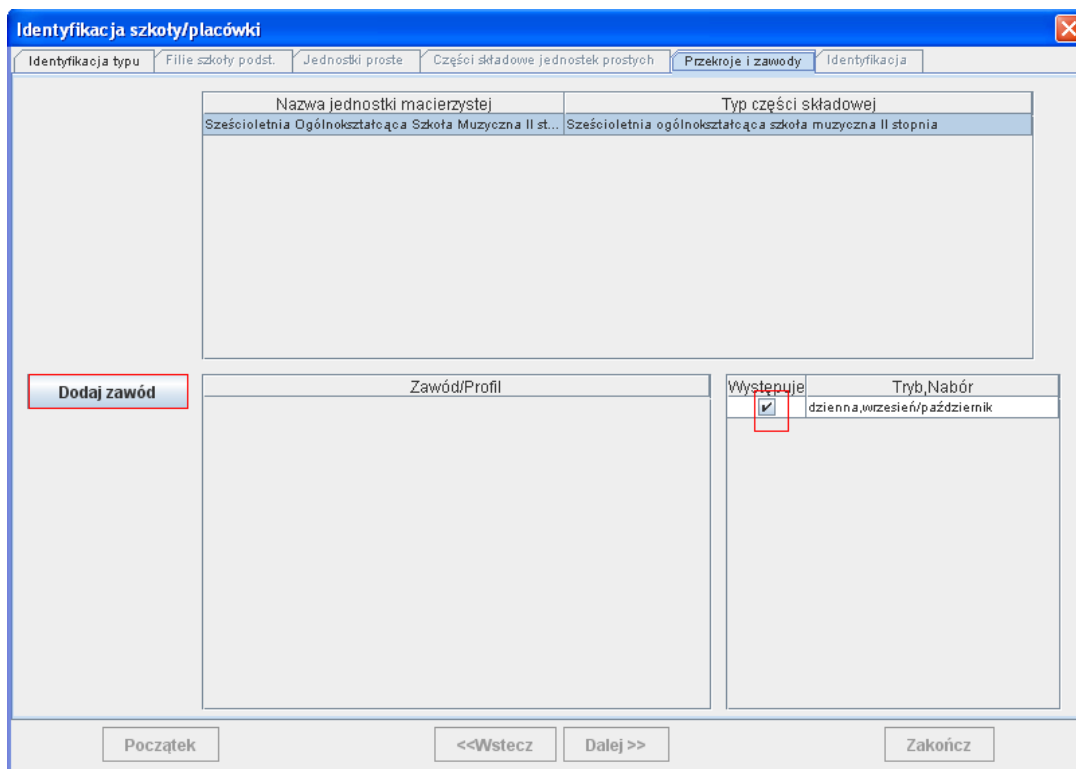 Identyfikacja szkoły/placówki
Identyfikacja typu Filie szkoły podst. Jednostki proste Części składowe jednostek prostych Przekroje i zawody Identyfikacja
Nazwa jednostki macierzystej Typ części składowej
Sześcioletnia Ogólnokształcąca Szkoła Muzyczna II st... Sześcioletnia ogólnokształcąca szkoła muzyczna II stopnia
Dodaj zawód Zawód/Profil Występuje Tryb,Nabór
dzienna,wrzesień/październik
Początek <<Wstecz Dalej >> Zakończ